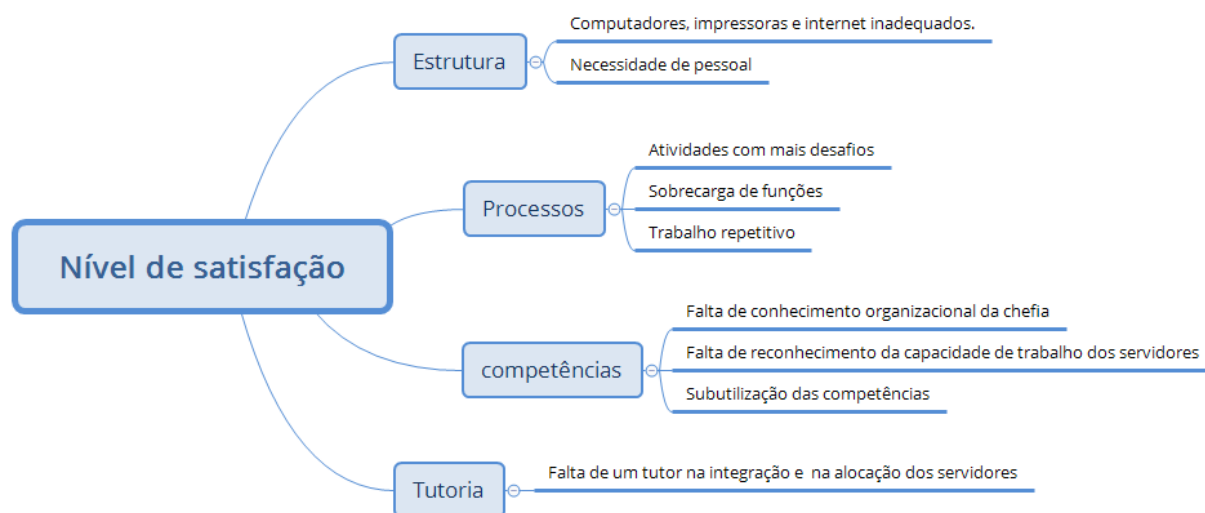 Nível de satisfação
Estrutura
Computadores, impressoras e internet inadequados.
Necessidade de pessoal
Processos
Atividades com mais desafios
Sobrecarga de funções
Trabalho repetitivo
competências
Falta de conhecimento organizacional da chefia
Falta de reconhecimento da capacidade de trabalho dos servidores
Subutilização das competências
Tutoria
Falta de um tutor na integração e  na alocação dos servidores